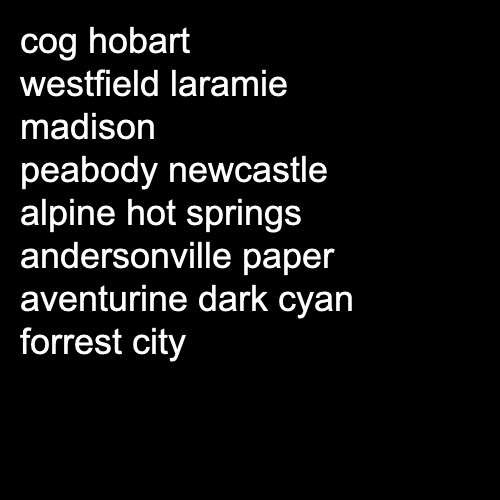 cog hobart
westfield laramie
madison
peabody newcastle
alpine hot springs
andersonville paper
aventurine dark cyan
forrest city